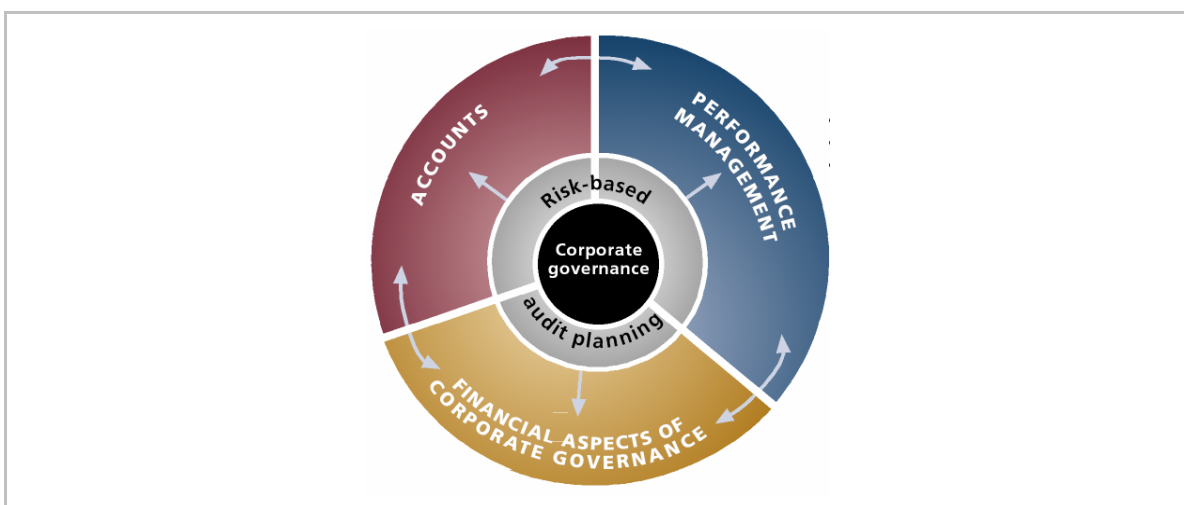 ACCOUNTS
PERFORMANCE
MANAGEMENT
Risk-based
Corporate
governance
audit planning
FINANCIAL ASPECTS OF
CORPORATE GOVERNANCE